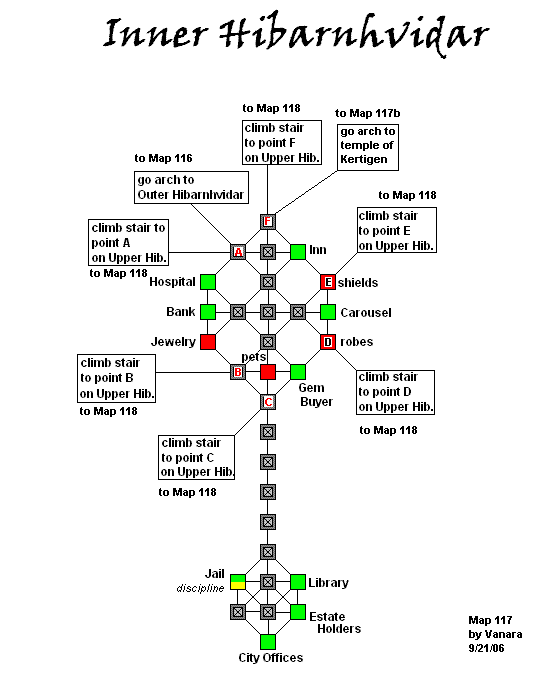 Inner Hibarnhvidar
to Map 118
climb stair
to point F
on Upper Hib.
to Map 117b
go arch to
temple of
Kertigen
to Map 116
go arch to
Outer Hibarnhvidar
to Map 118
climb stair
to point E
on Upper Hib.
climb stair to
point A
on Upper Hib.
to Map 118
F
A
Inn
Hospital
E
shields
Bank
Carousel
Jewelry
D
robes
pets
B
Gem
Buyer
C
climb stair
to point B
on Upper Hib.
to Map 118
climb stair
to point D
on Upper Hib.
to Map 118
climb stair
to point C
on Upper Hib.
to Map 118
Jail
discipline
Library
Estate
Holders
City Offices
Map 117
by Vanara
9/21/06